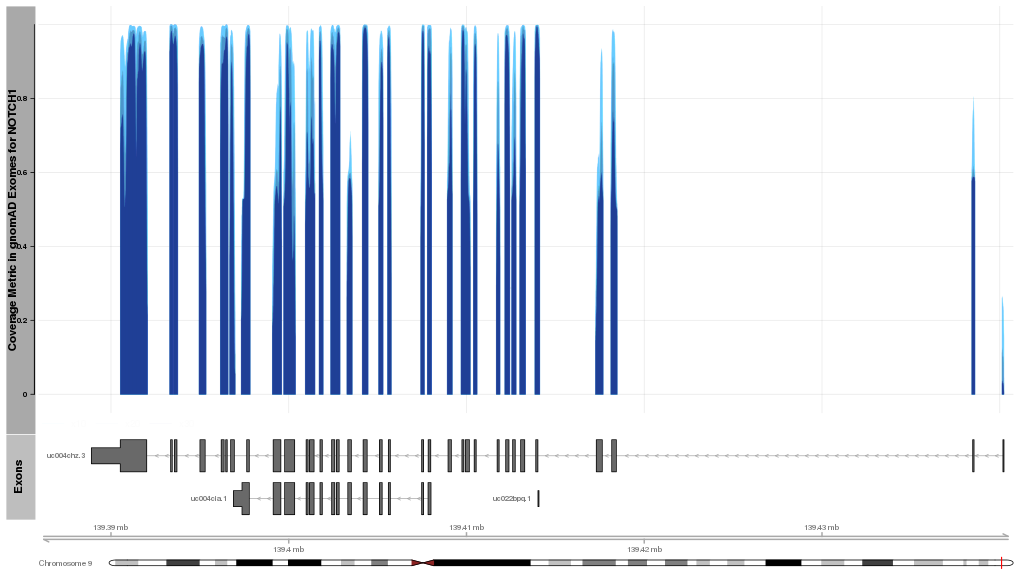 Coverage Metric in gnomAD Exomes for NOTCH1
0.8
0.6
0.4
0.2
0
Exons
uc004chz.3
uc004cia.1
uc022bpq.1
139.39 mb
139.41 mb
139.43 mb
139.4 mb
139.42 mb
Chromosome 9